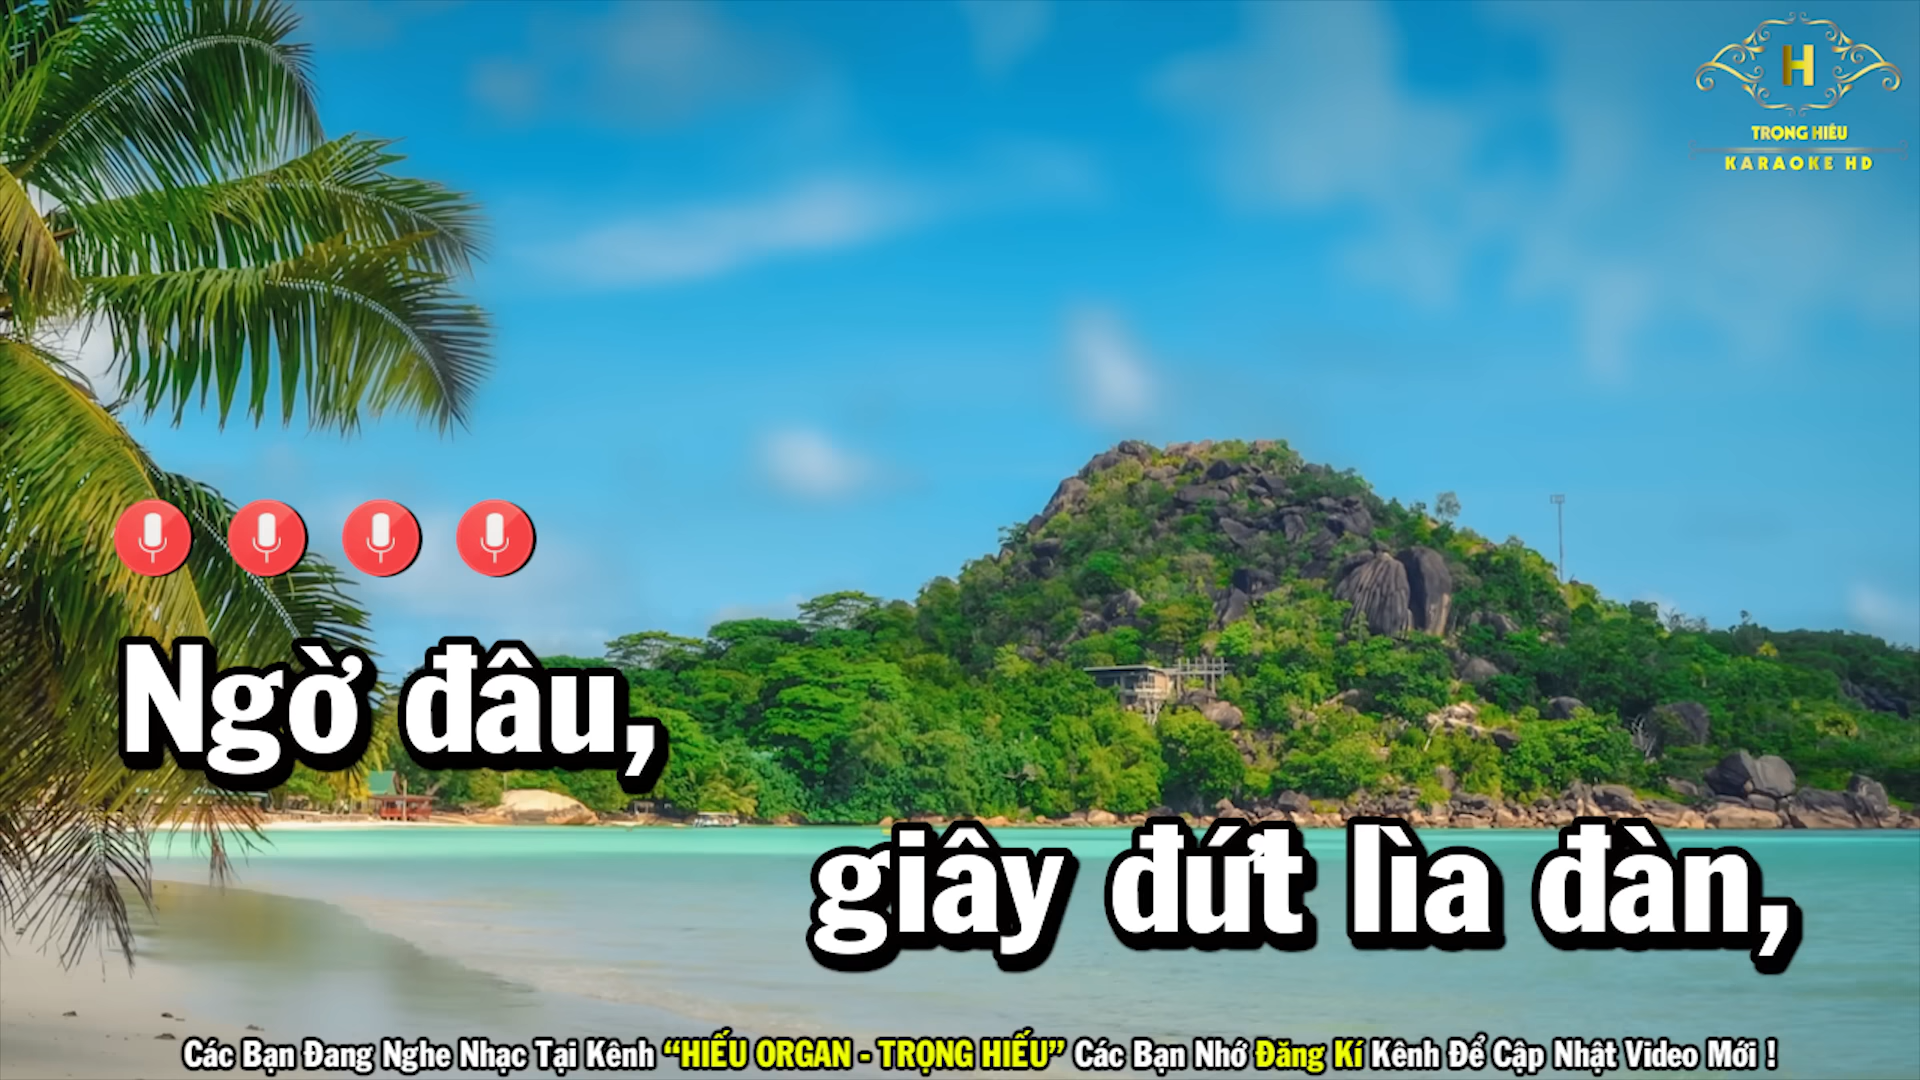 H
TRỌNG HIẾU
KARAOKE HD
Ngờ đâu,
giây đứt lìa đàn,
Các Bạn Đang Nghe Nhạc Tại Kênh “HIẾU ORGAN - TRỌNG HIẾU” Các Bạn Nhớ Đăng Kí Kênh Để Cập Nhật Video Mới !